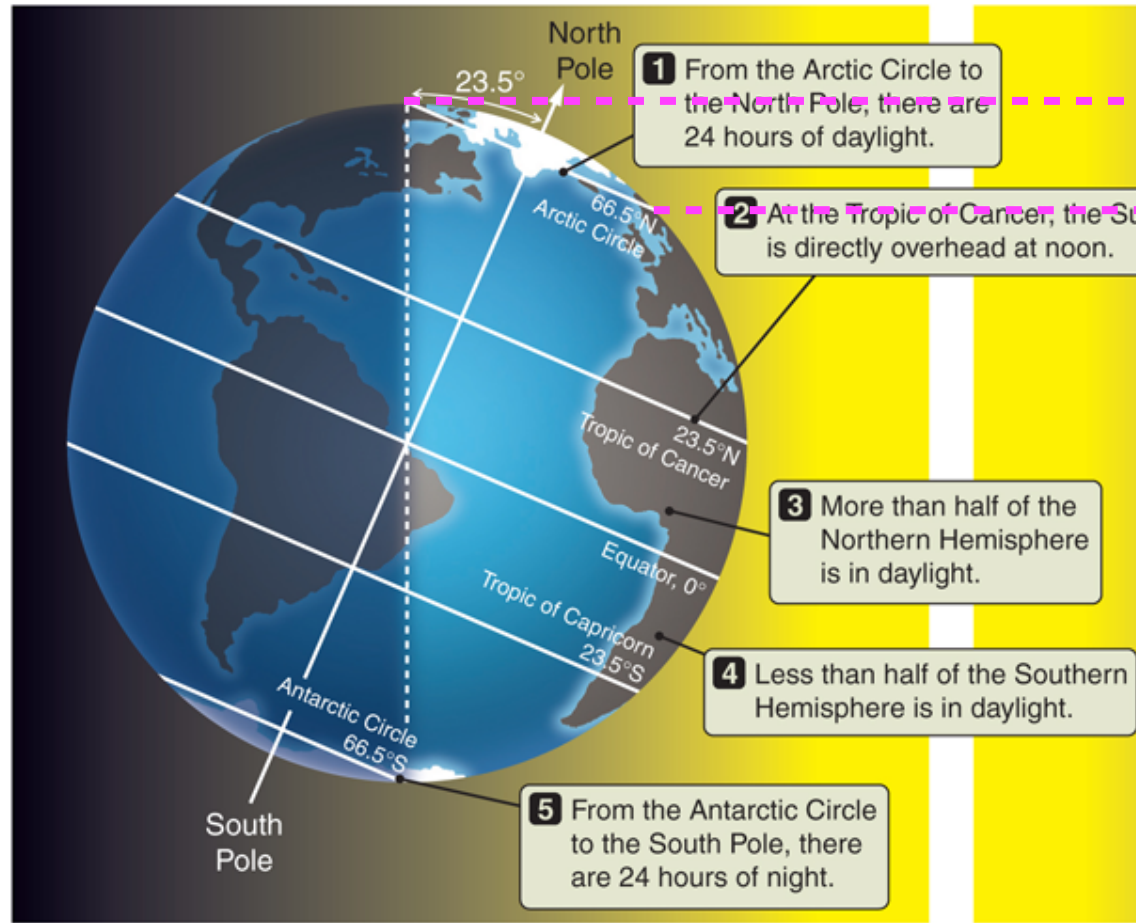 North
Pole
23.5°
1 From the Arctic Circle to
the North Pole, there are
24 hours of daylight.
66.5°N
Arctic Circle
2 At the Tropic of Cancer, the Su
is directly overhead at noon.
23.5°N
Tropic of
Cancer
3 More than half of the
Northern Hemisphere
is in daylight.
Equator, 0°
Tropic of Capricorn
23.5°S
4 Less than half of the Southern
Hemisphere is in daylight.
Antarctic Circle
66.5°S
5 From the Antarctic Circle
to the South Pole, there
are 24 hours of night.
South
Pole